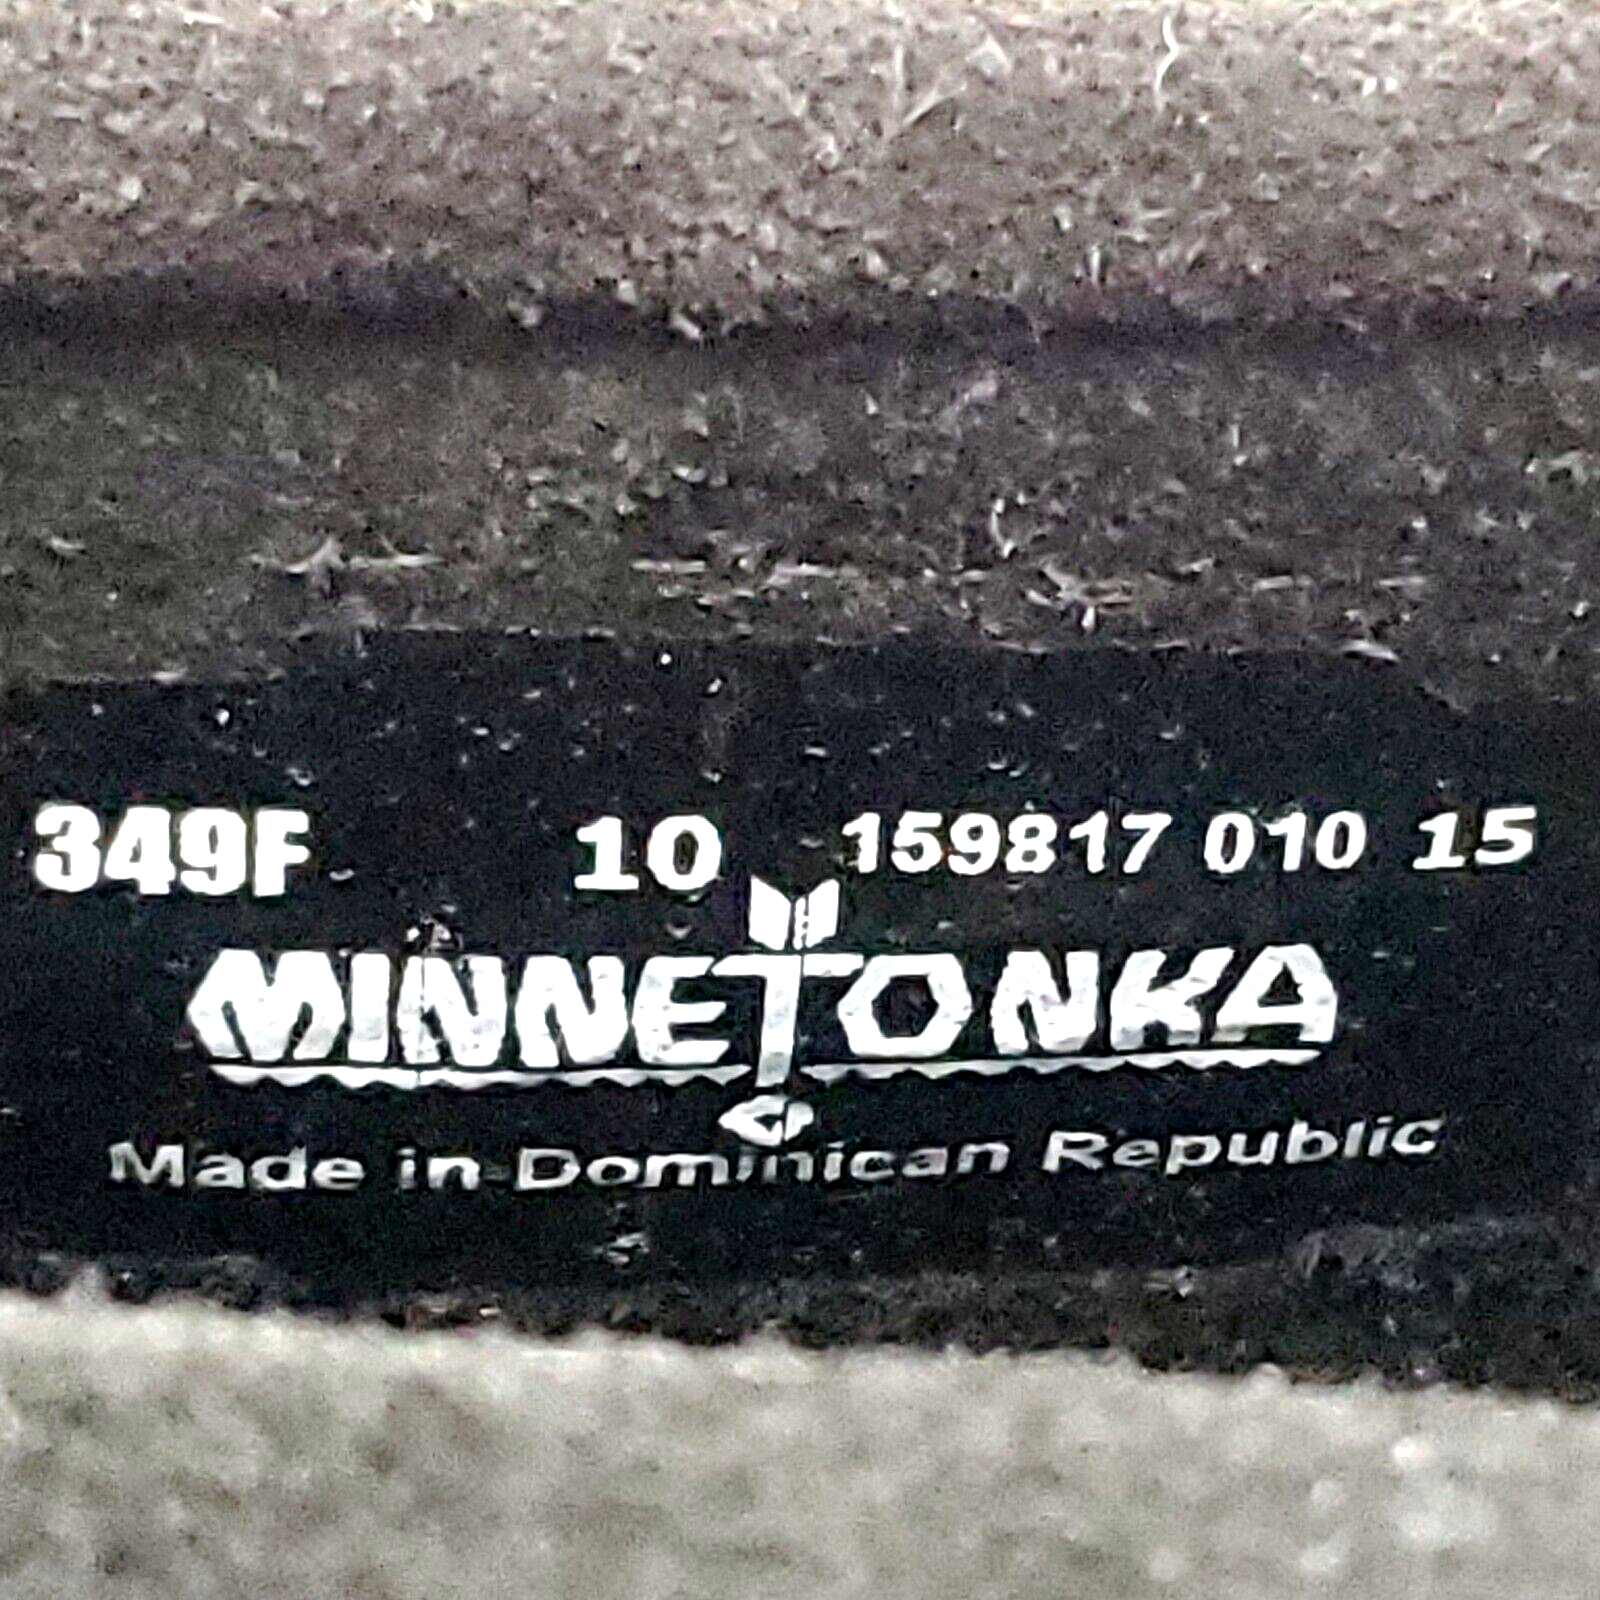 349F 10 159817 010 15
MINNETONKA
Made in Dominican Republic